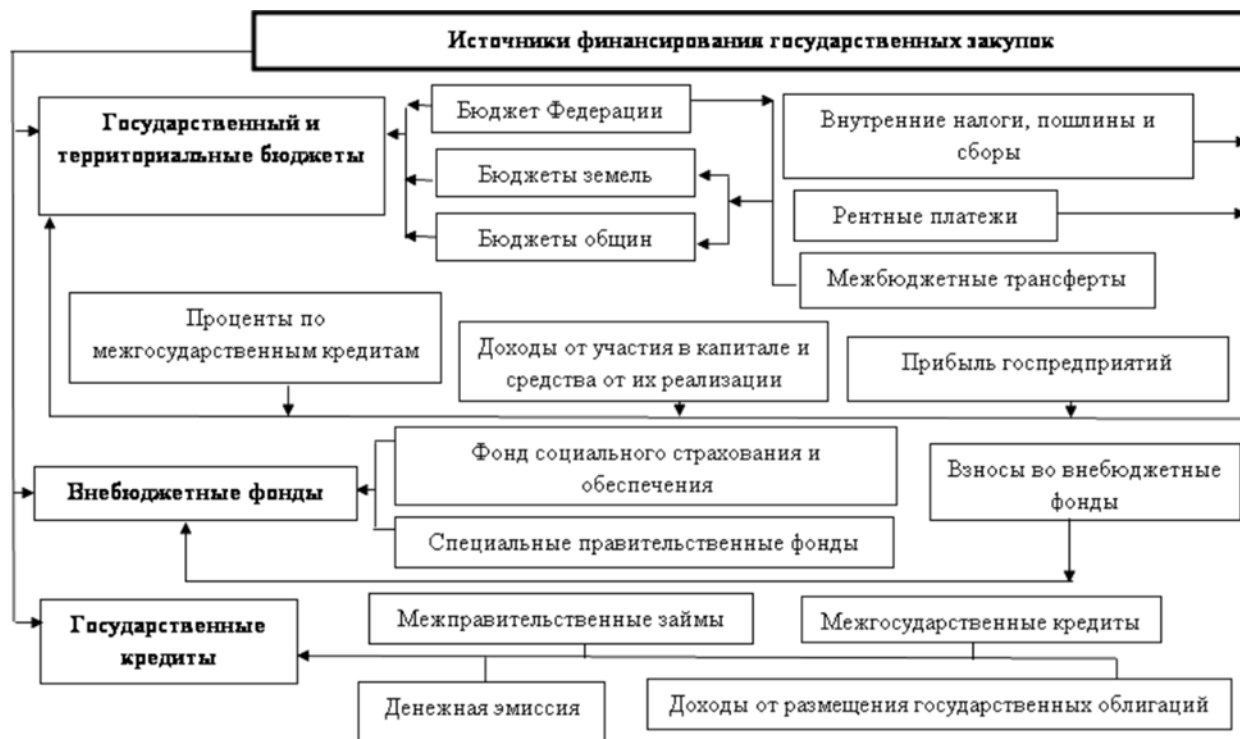 Источники финансирования государственных закупок
Государственный и
территориальные бюджеты
Бюджет Федерации
Бюджеты земель
Бюджеты общин
Внутренние налоги, пошлины и
сборы
Рентные платежи
Межбюджетные трансферты
Проценты по
межгосударственным кредитам
Доходы от участия в капитале и
средства от их реализации
Прибыль госпредприятий
Внебюджетные фонды
Фонд социального страхования и
обеспечения
Специальные правительственные фонды
Взносы во внебюджетные
фонды
Государственные
кредиты
Межправительственные займы
Межгосударственные кредиты
Денежная эмиссия
Доходы от размещения государственных облигаций